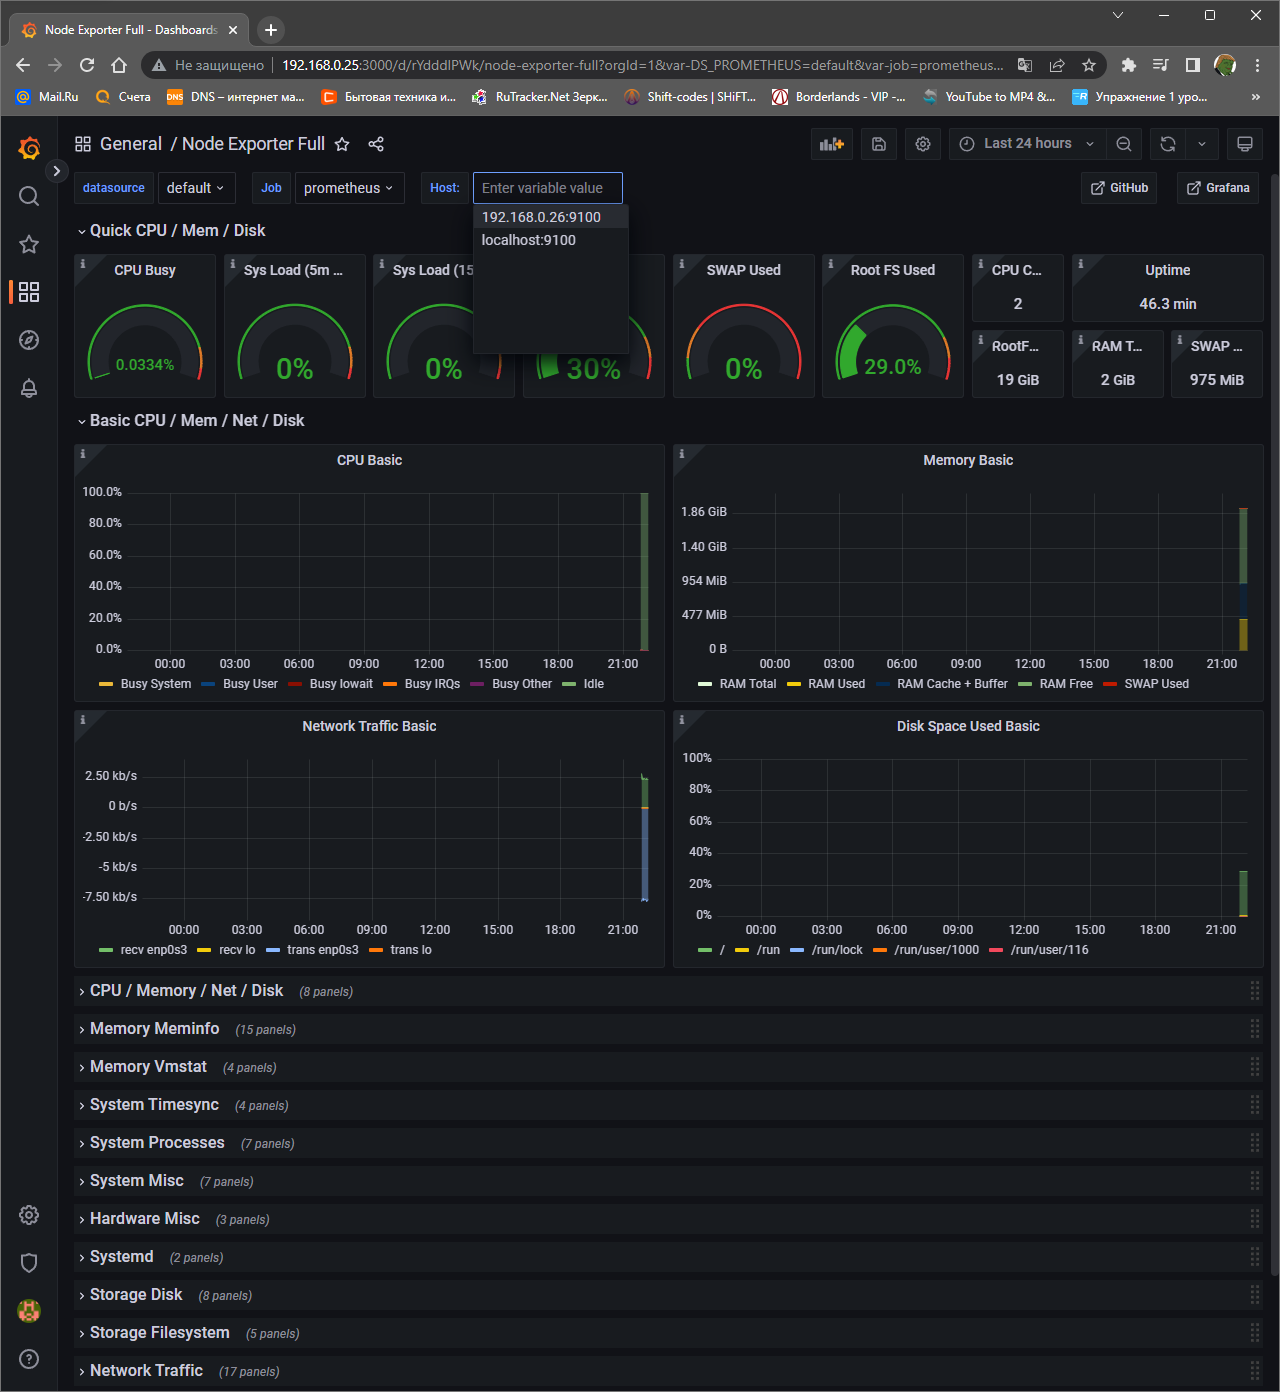 Node Exporter Full - Dashboards
Не защищено
192.168.0.25:3000/d/rYdddlPWk/node-exporter-full?orgId=1&var-DS_PROMETHEUS=default&var-job=prometheus...
Mail.Ru
Счета
DNS – интернет ма...
Бытовая техника и...
RuTracker.Net Зерк...
Shift-codes | SHiFT...
Borderlands - VIP -...
YouTube to MP4 &...
Упражнение 1 уро...
»
General / Node Exporter Full
Last 24 hours
datasource
default
Job
prometheus
Host:
Enter variable value
GitHub
Grafana
192.168.0.26:9100
localhost:9100
Quick CPU / Mem / Disk
CPU Busy
0.0334%
Sys Load (5m ...
0%
Sys Load (15
0%
30%
SWAP Used
0%
Root FS Used
29.0%
CPU C...
2
Uptime
46.3 min
RootF...
19 GiB
RAM T...
2 GiB
SWAP ...
975 MiB
Basic CPU / Mem / Net / Disk
CPU Basic
100.0%
80.0%
60.0%
40.0%
20.0%
0.0%
00:00 03:00 06:00 09:00 12:00 15:00 18:00 21:00
Busy System Busy User Busy Iowait Busy IRQs Busy Other Idle
Memory Basic
1.86 GiB
1.40 GiB
954 MiB
477 MiB
0 B
00:00 03:00 06:00 09:00 12:00 15:00 18:00 21:00
RAM Total RAM Used RAM Cache + Buffer RAM Free SWAP Used
Network Traffic Basic
2.50 kb/s
0 b/s
-2.50 kb/s
-5 kb/s
-7.50 kb/s
00:00 03:00 06:00 09:00 12:00 15:00 18:00 21:00
recv enp0s3 recv lo trans enp0s3 trans lo
Disk Space Used Basic
100%
80%
60%
40%
20%
0%
00:00 03:00 06:00 09:00 12:00 15:00 18:00 21:00
/ /run /run/lock /run/user/1000 /run/user/116
CPU / Memory / Net / Disk (8 panels)
Memory Meminfo (15 panels)
Memory Vmstat (4 panels)
System Timesync (4 panels)
System Processes (7 panels)
System Misc (7 panels)
Hardware Misc (3 panels)
Systemd (2 panels)
Storage Disk (8 panels)
Storage Filesystem (5 panels)
Network Traffic (17 panels)